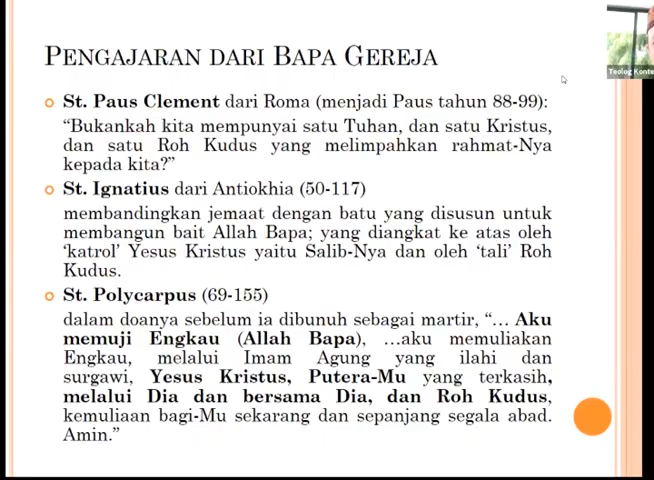 PENGAJARAN DARI BAPA GEREJA
St. Paus Clement dari Roma (menjadi Paus tahun 88-99):
“Bukankah kita mempunyai satu Tuhan, dan satu Kristus,
dan satu Roh Kudus yang melimpahkan rahmat-Nya
kepada kita?”
St. Ignatius dari Antiokhia (50-117)
membandingkan jemaat dengan batu yang disusun untuk
membangun bait Allah Bapa; yang diangkat ke atas oleh
‘katrol’ Yesus Kristus yaitu Salib-Nya dan oleh ‘tali’ Roh
Kudus.
St. Polycarpus (69-155)
dalam doanya sebelum ia dibunuh sebagai martir, “… Aku
memuji Engkau (Allah Bapa), …aku memuliakan
Engkau, melalui Imam Agung yang ilahi dan
surgawi, Yesus Kristus, Putera-Mu yang terkasih,
melalui Dia dan bersama Dia, dan Roh Kudus,
kemuliaan bagi-Mu sekarang dan sepanjang segala abad.
Amin.”
Teolog